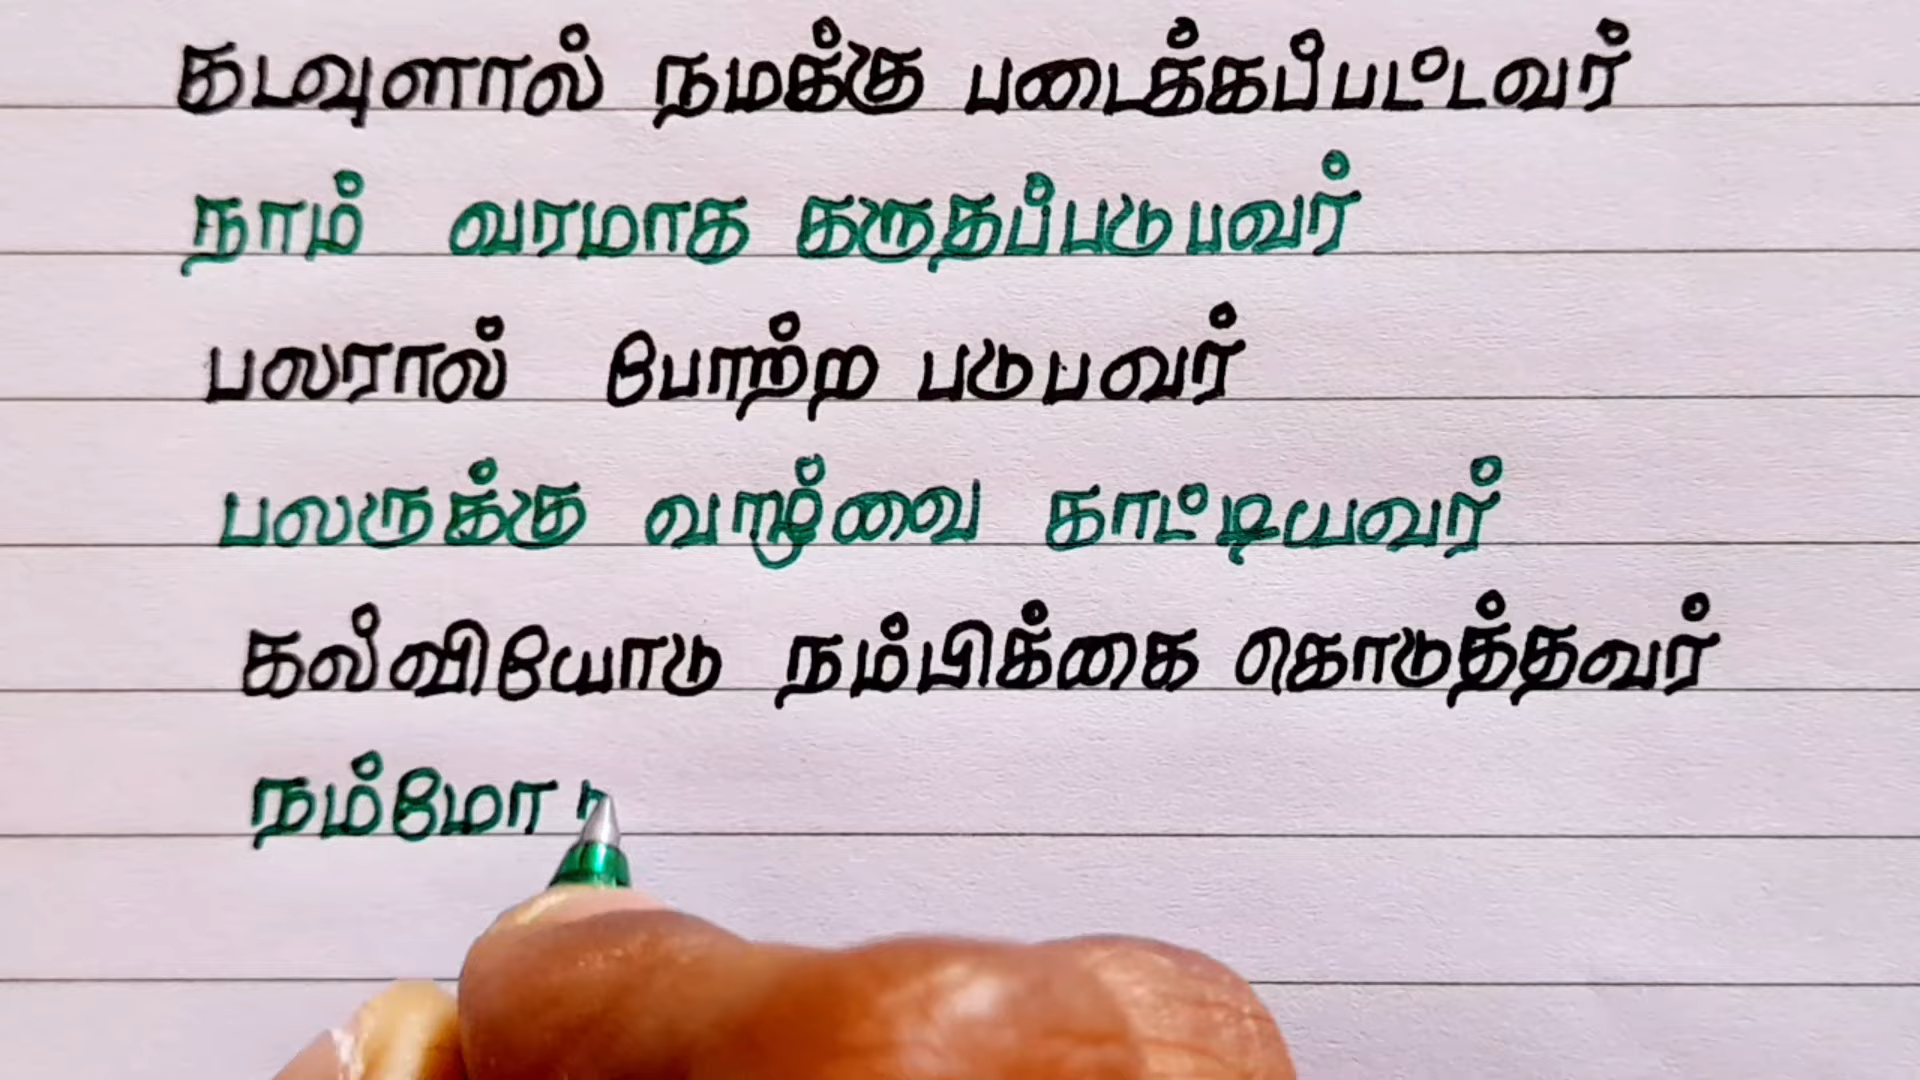 கடவுளால் நமக்கு படைக்கப்பட்டவர்
நாம் வரமாக கருதப்படுபவர்
பலரால் போற்ற படுபவர்
பலருக்கு வாழ்வை காட்டியவர்
கல்வியோடு நம்பிக்கை கொடுத்தவர்
நம்மோ